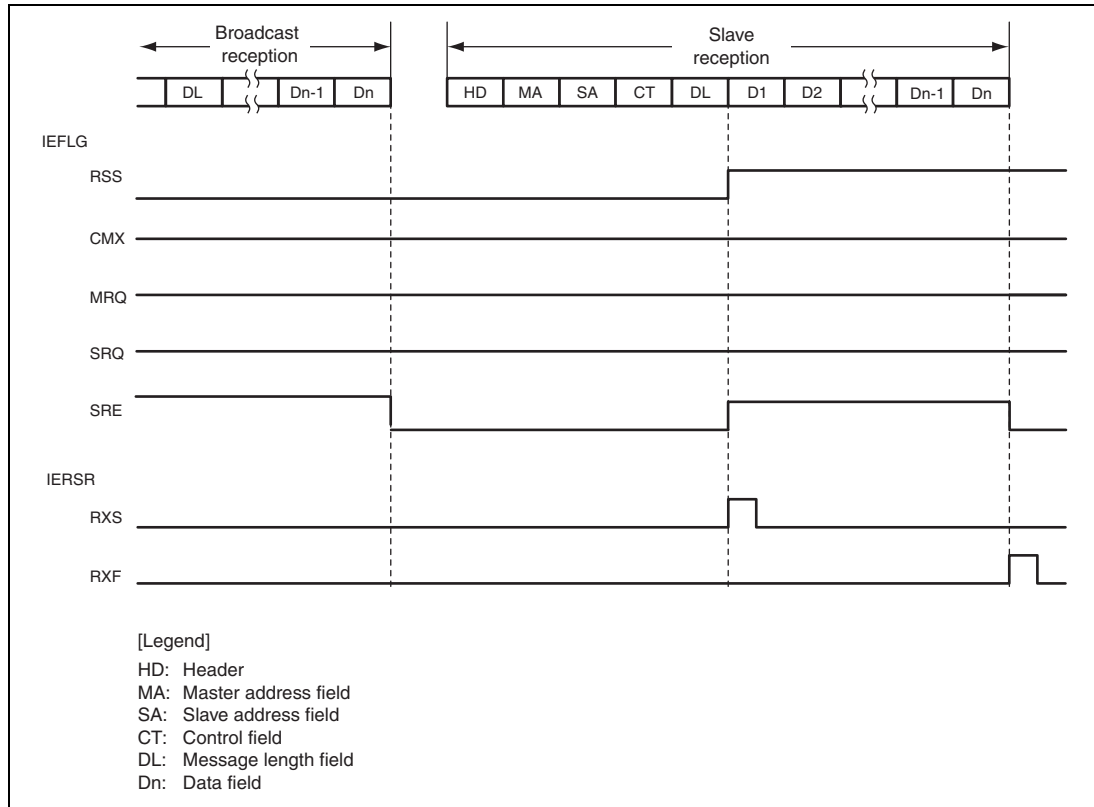 Broadcast reception
Slave reception
DL Dn-1 Dn HD MA SA CT DL D1 D2 Dn-1 Dn
IEFLG
RSS
CMX
MRQ
SRQ
SRE
IERSR
RXS
RXF
[Legend]
HD: Header
MA: Master address field
SA: Slave address field
CT: Control field
DL: Message length field
Dn: Data field